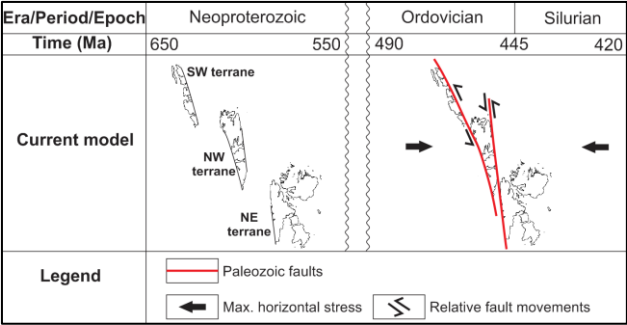 Era/Period/Epoch Neoproterozoic Ordovician Silurian
Time (Ma) 650 550 490 445 420
SW terrane
Current model
NW
terrane
NE
terrane
Legend
Paleozoic faults
Max. horizontal stress Relative fault movements